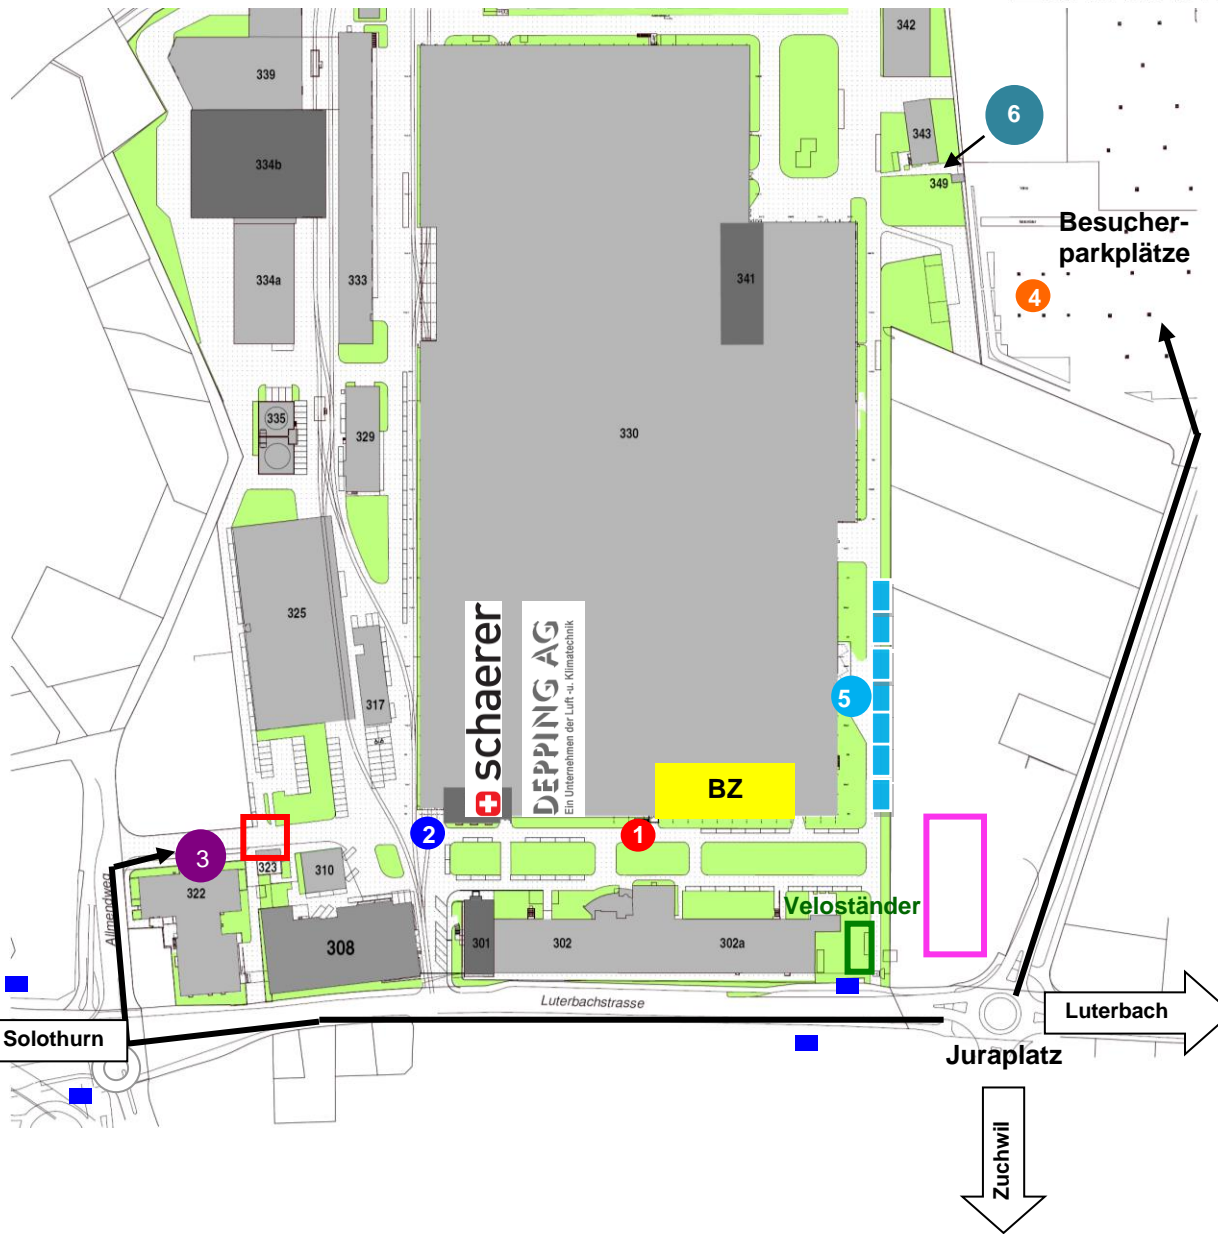 342
339
6
343
334b
349
Besucher-
parkplätze
334a
333
341
4
335
329
330
325
schaerer
DEPPING AG
Ein Unternehmen der Luft -u. Klimatechnik
5
317
BZ
2
1
3
323
310
322
Allmendweg
Veloständer
308
301
302
302a
Luterbachstrasse
Luterbach
Solothurn
Juraplatz
Zuchwil